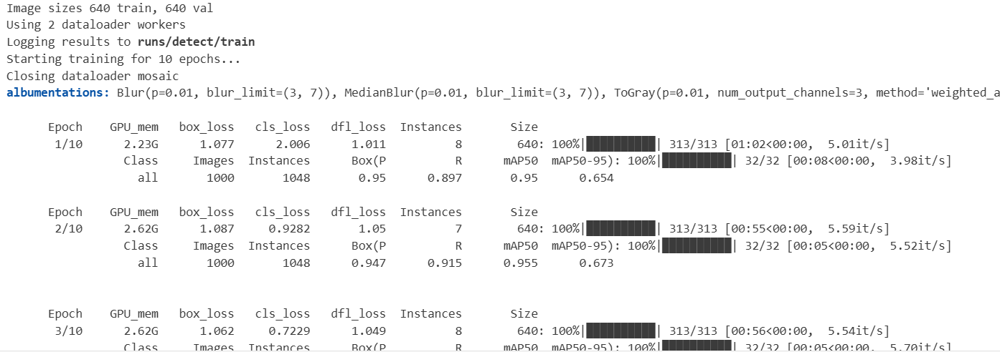 Image sizes 640 train, 640 val
Using 2 dataloader workers
Logging results to runs/detect/train
Starting training for 10 epochs...
Closing dataloader mosaic
albumentations: Blur(p=0.01, blur_limit=(3, 7)), MedianBlur(p=0.01, blur_limit=(3, 7)), ToGray(p=0.01, num_output_channels=3, method='weighted_a
Epoch GPU_mem box_loss cls_loss dfl_loss Instances Size
1/10 2.23G 1.077 2.006 1.011 8 640: 100%|██████████| 313/313 [01:02<00:00, 5.01it/s]
Class Images Instances Box(P R mAP50 mAP50-95): 100%|██████████| 32/32 [00:08<00:00, 3.98it/s]
all 1000 1048 0.95 0.897 0.95 0.654
Epoch GPU_mem box_loss cls_loss dfl_loss Instances Size
2/10 2.62G 1.087 0.9282 1.05 7 640: 100%|██████████| 313/313 [00:55<00:00, 5.59it/s]
Class Images Instances Box(P R mAP50 mAP50-95): 100%|██████████| 32/32 [00:05<00:00, 5.52it/s]
all 1000 1048 0.947 0.915 0.955 0.673
Epoch GPU_mem box_loss cls_loss dfl_loss Instances Size
3/10 2.62G 1.062 0.7229 1.049 8 640: 100%|██████████| 313/313 [00:56<00:00, 5.54it/s]
Class Images Instances Box(P R mAP50 mAP50-95): 100%|██████████| 32/32 [00:05<00:00, 5.70it/s]